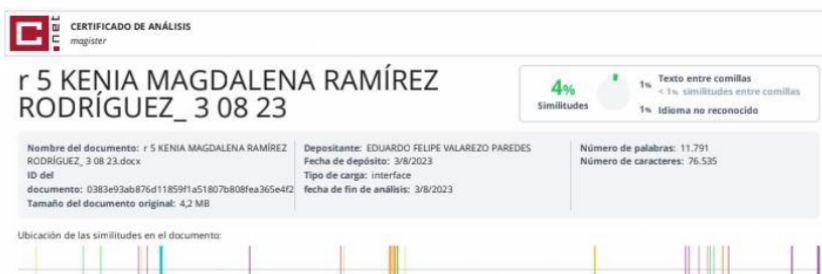 C.net
CERTIFICADO DE ANÁLISIS
magister
r 5 KENIA MAGDALENA RAMÍREZ
RODRÍGUEZ_ 3 08 23
4%
Similitudes
1% Texto entre comillas
< 1% similitudes entre comillas
1% Idioma no reconocido
Nombre del documento: r 5 KENIA MAGDALENA RAMÍREZ
RODRÍGUEZ_ 3 08 23.docx
ID del
documento: 0383e93ab876d11859f1a51807b808fea365e4f2
Tamaño del documento original: 4,2 MB
Depositante: EDUARDO FELIPE VALAREZO PAREDES
Fecha de depósito: 3/8/2023
Tipo de carga: interface
fecha de fin de análisis: 3/8/2023
Número de palabras: 11.791
Número de caracteres: 76.535
Ubicación de las similitudes en el documento: